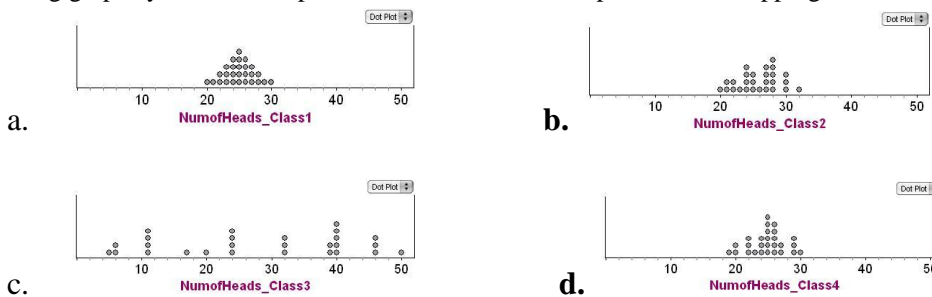 Dot Plot
Dot Plot
10 20 30 40 50
10 20 30 40 50
a. NumofHeads_Class1
b. NumofHeads_Class2
Dot Plot
Dot Plot
10 20 30 40 50
10 20 30 40
c. NumofHeads_Class3
d. NumofHeads_Class4